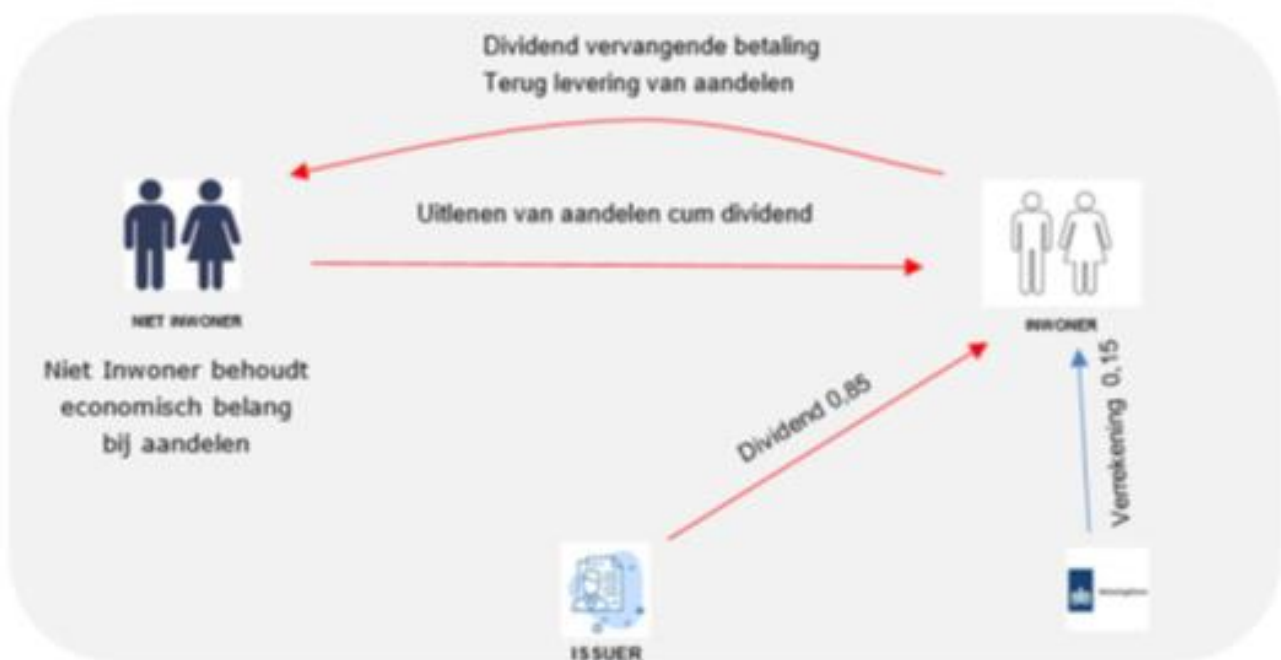 Dividend vervangende betaling
Terug levering van aandelen
Uitlenen van aandelen cum dividend
NIET INWONER
INWONER
Niet Inwoner behoudt
economisch belang
bij aandelen
Dividend 0,85
Verrekening 0,15
ISSUER